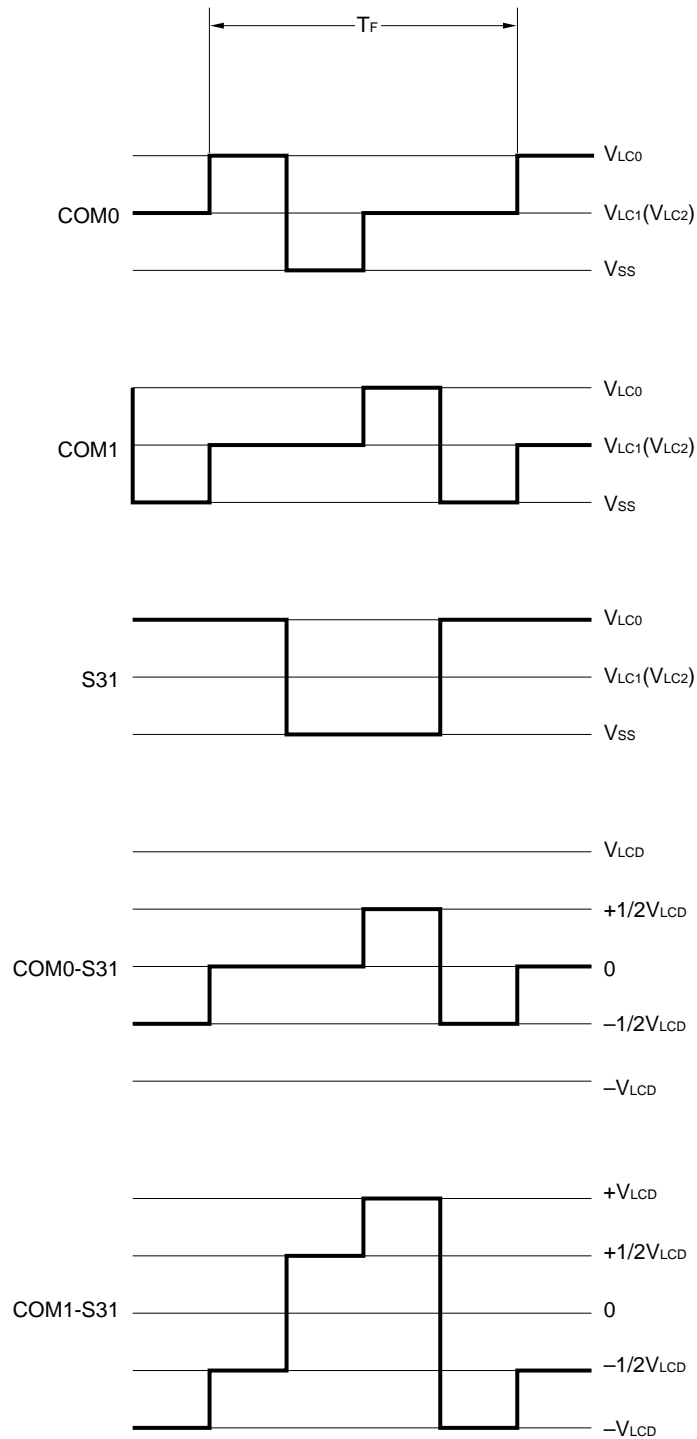 TF
VLC0
COM0
VLC1(VLC2)
VSS
VLC0
COM1
VLC1(VLC2)
VSS
VLC0
S31
VLC1(VLC2)
VSS
VLCD
+1/2VLCD
COM0-S31
0
–1/2VLCD
–VLCD
+VLCD
+1/2VLCD
COM1-S31
0
–1/2VLCD
–VLCD